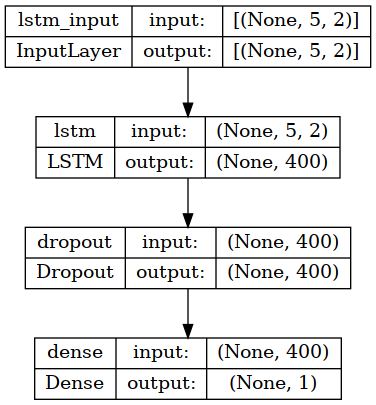 lstm_input input: [(None, 5, 2)]
InputLayer output: [(None, 5, 2)]
lstm input: (None, 5, 2)
LSTM output: (None, 400)
dropout input: (None, 400)
Dropout output: (None, 400)
dense input: (None, 400)
Dense output: (None, 1)